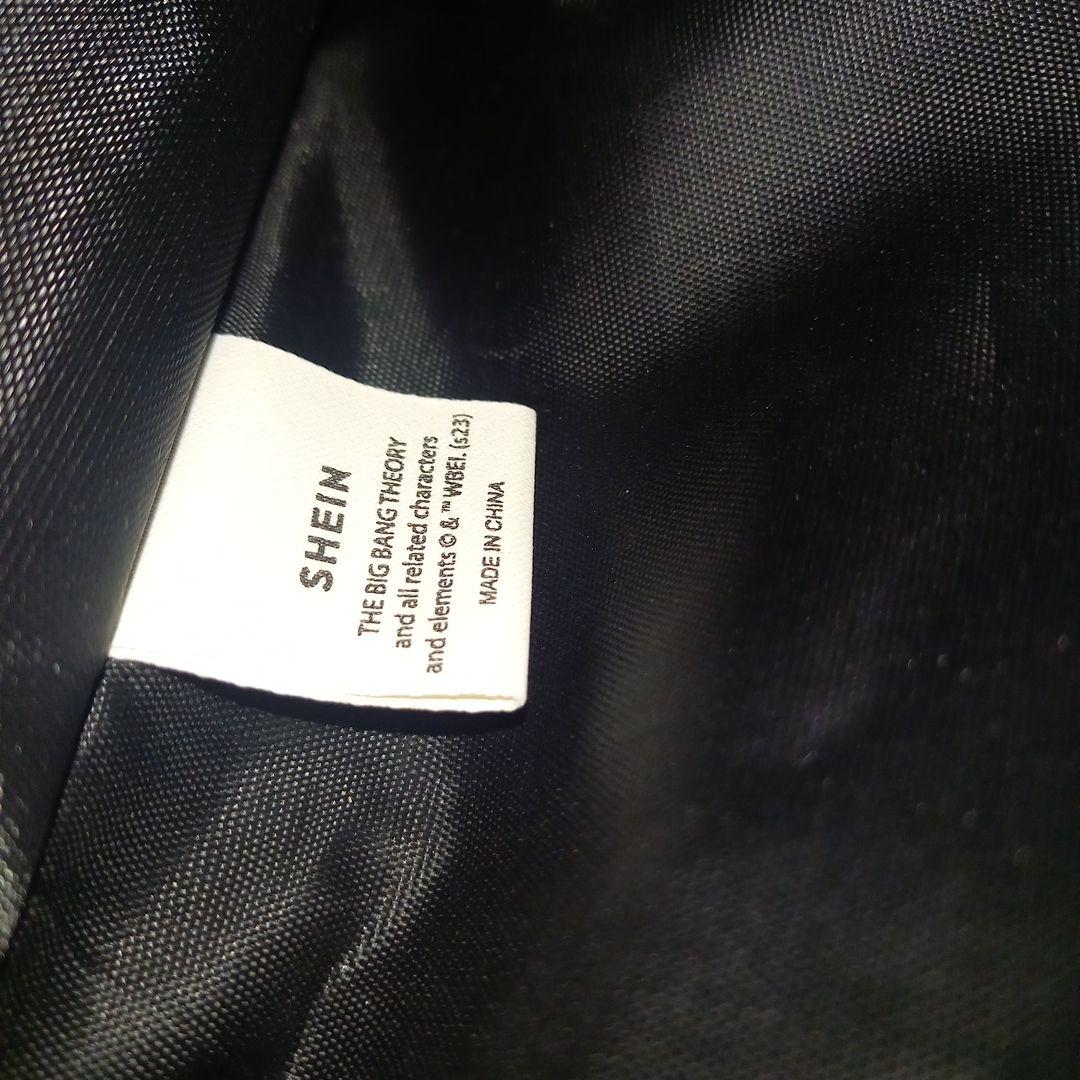 SHEIN
THE BIG BANG THEORY
and all related characters
and elements © & ™ WBEI. (s23)
MADE IN CHINA